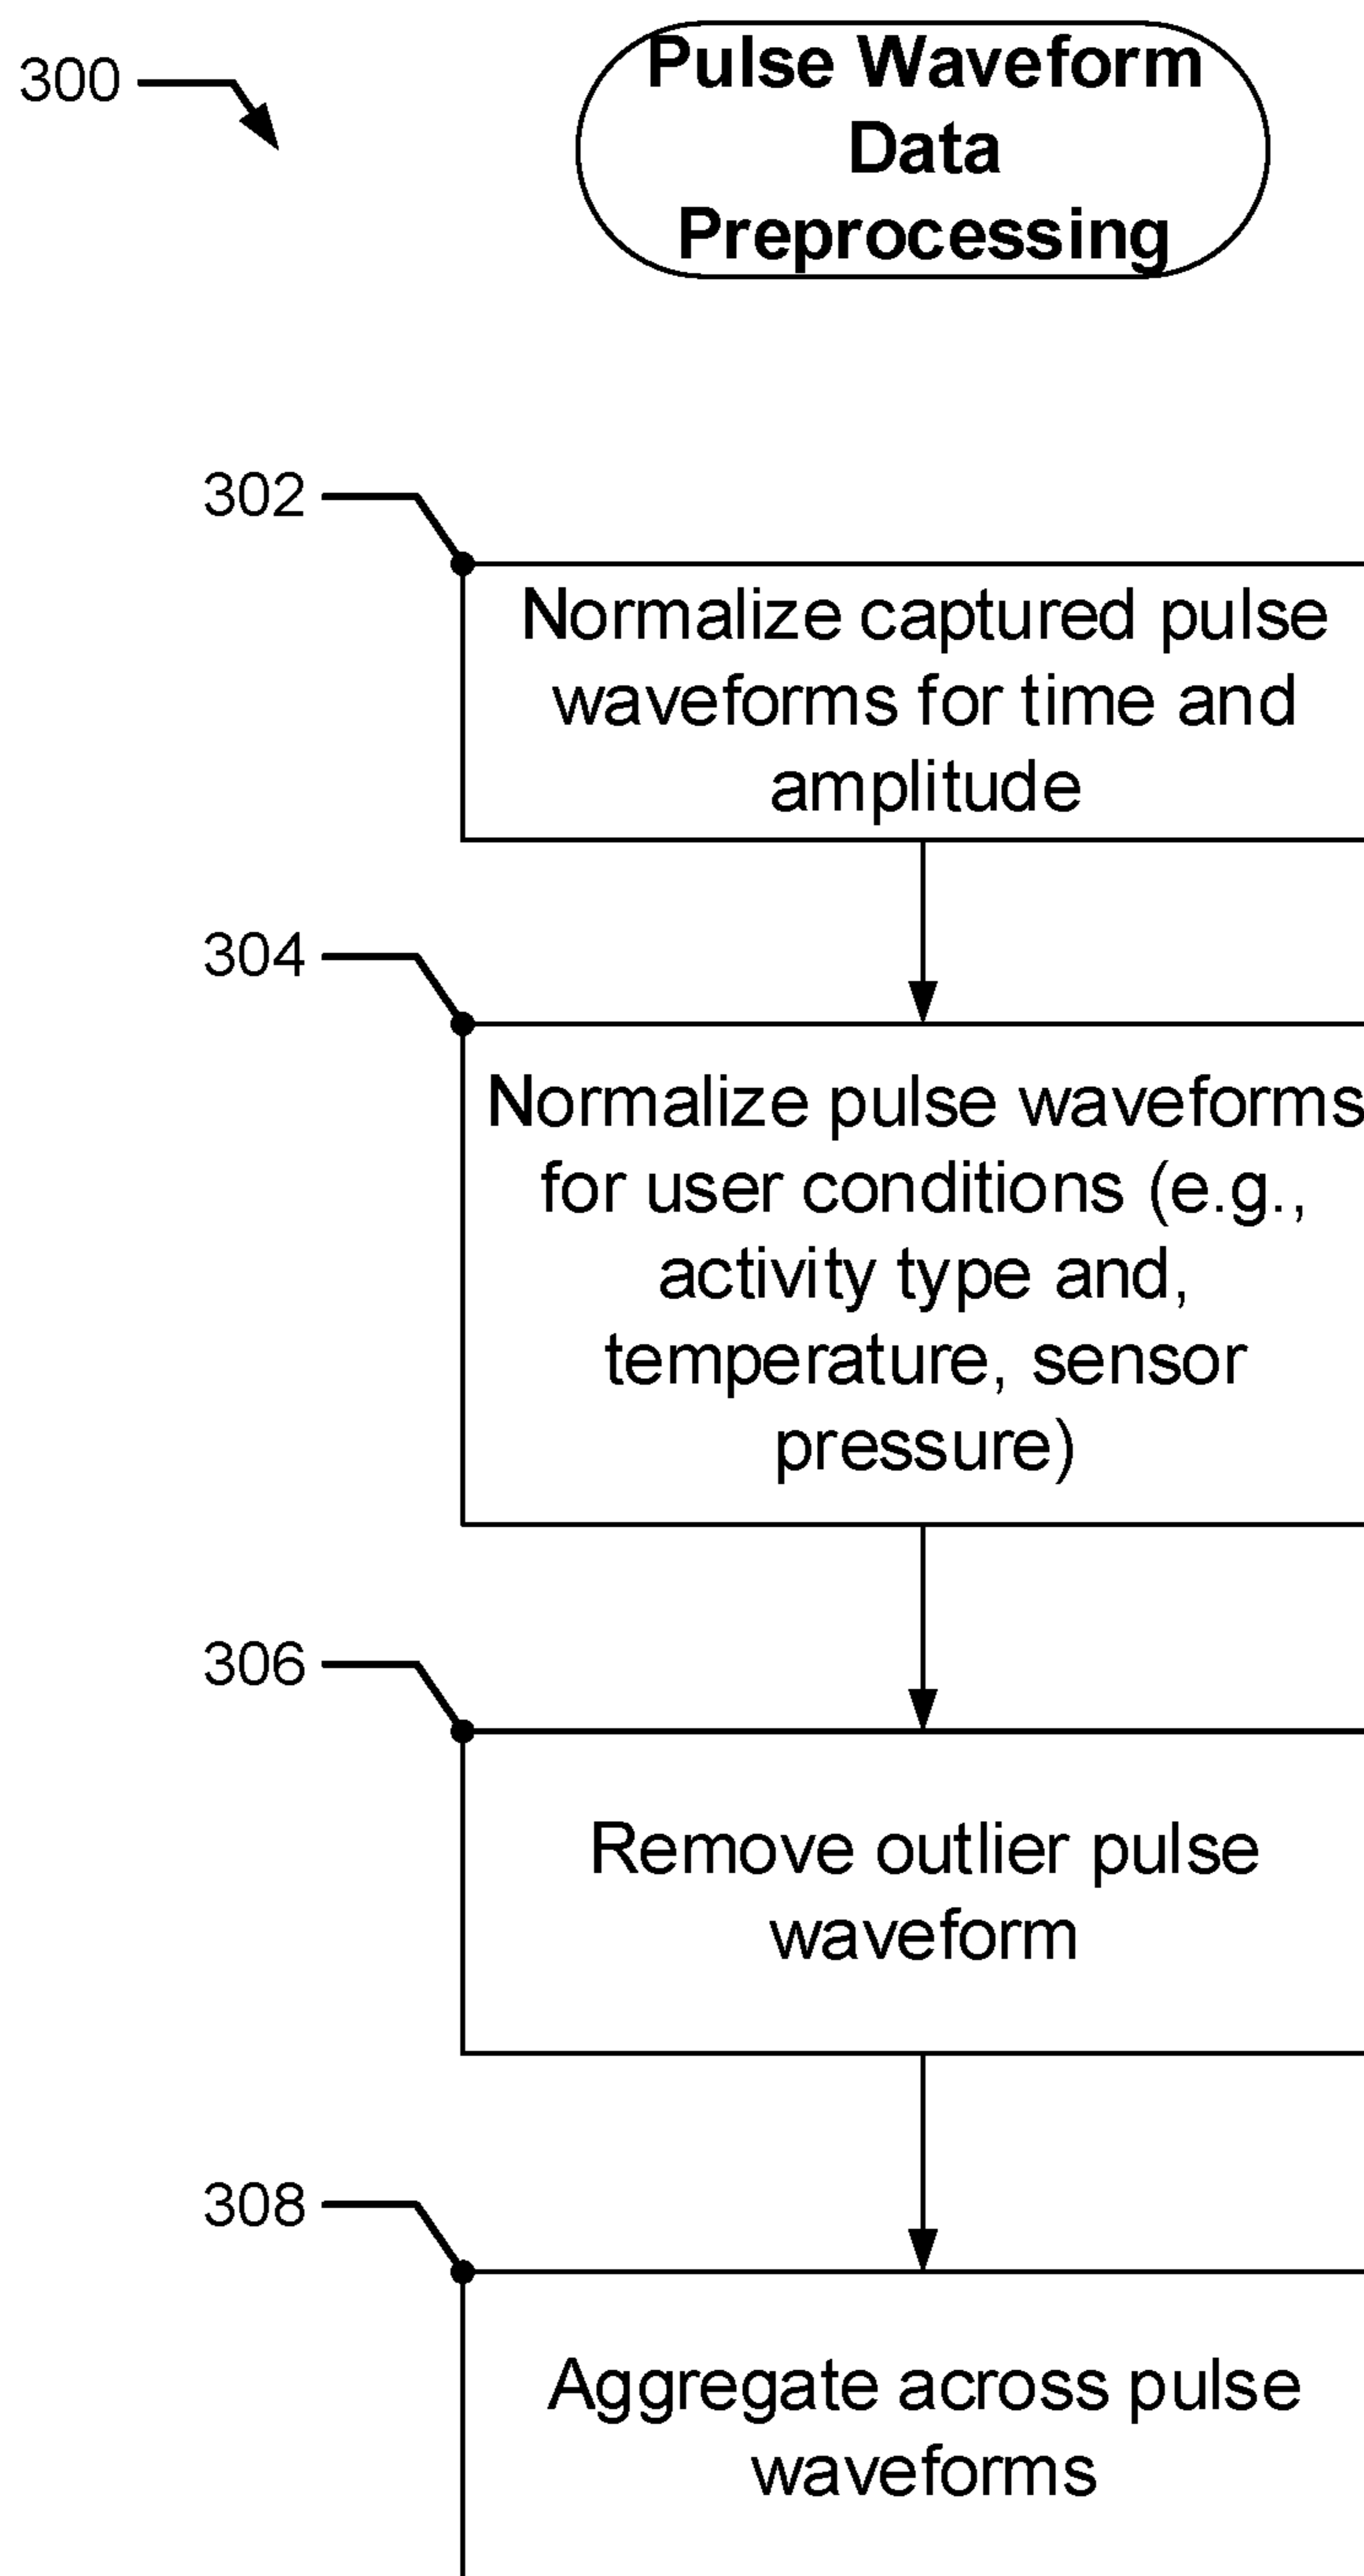 300
Pulse Waveform
Data
Preprocessing
302
Normalize captured pulse
waveforms for time and
amplitude
304
Normalize pulse waveforms
for user conditions (e.g.,
activity type and,
temperature, sensor
pressure)
306
Remove outlier pulse
waveform
308
Aggregate across pulse
waveforms